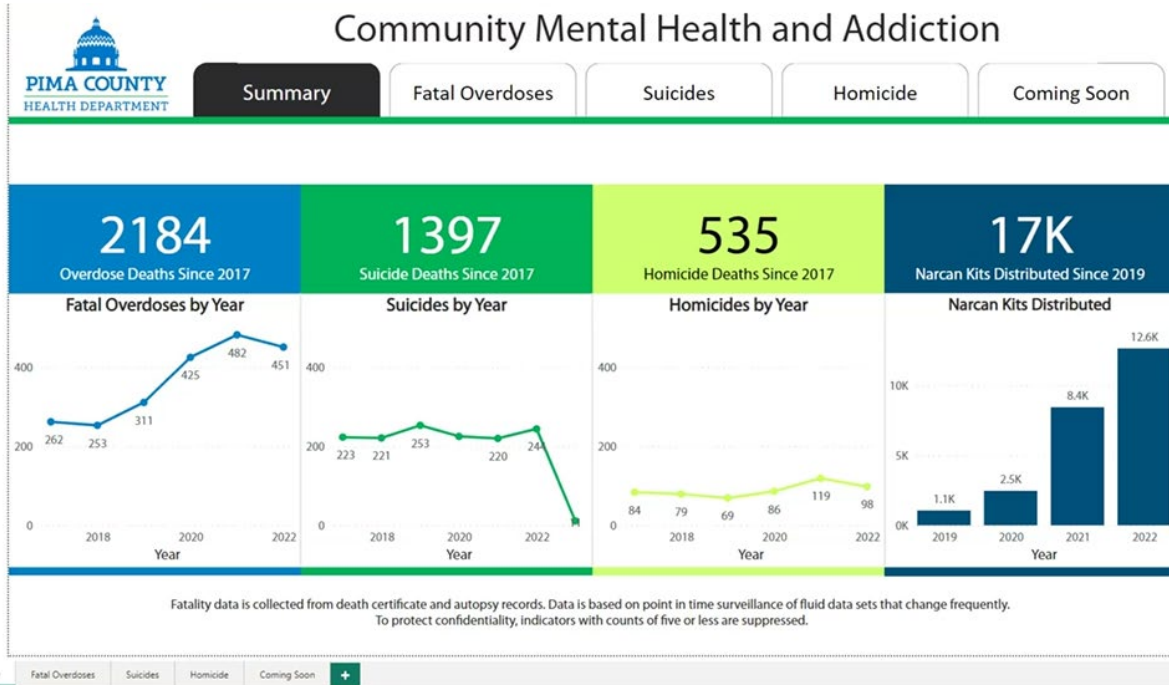 Community Mental Health and Addiction
PIMA COUNTY
HEALTH DEPARTMENT
Summary
Fatal Overdoses
Suicides
Homicide
Coming Soon
2184
Overdose Deaths Since 2017
1397
Suicide Deaths Since 2017
535
Homicide Deaths Since 2017
17K
Narcan Kits Distributed Since 2019
Fatal Overdoses by Year
400
200
0
262
253
311
425
482
451
2018
2020
2022
Year
Suicides by Year
400
200
0
223
221
253
220
244
2018
2020
2022
Year
Homicides by Year
400
200
0
84
79
69
86
119
98
2018
2020
2022
Year
Narcan Kits Distributed
10K
5K
0K
1.1K
2.5K
8.4K
12.6K
2019
2020
2021
2022
Year
Fatality data is collected from death certificate and autopsy records. Data is based on point in time surveillance of fluid data sets that change frequently.
To protect confidentiality, indicators with counts of five or less are suppressed.
Fatal Overdoses
Suicides
Homicide
Coming Soon
+